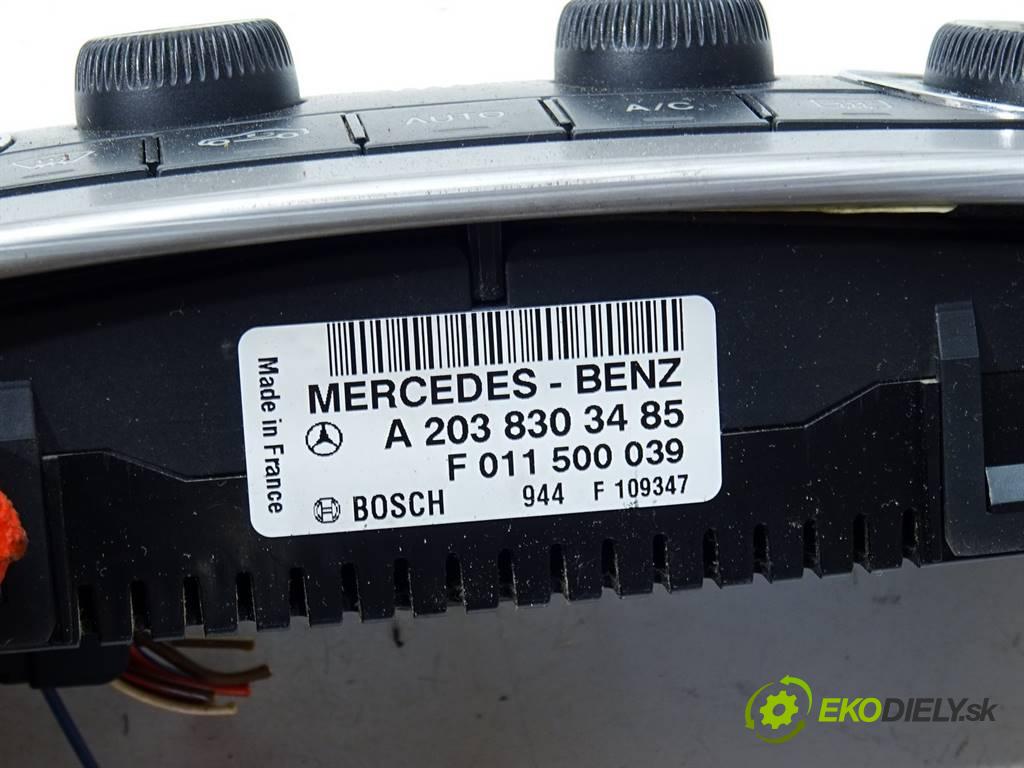 AUTO
A/C
Made in France
MERCEDES - BENZ
A 203 830 34 85
F 011 500 039
BOSCH 944 F 109347
EKODIELY.sk